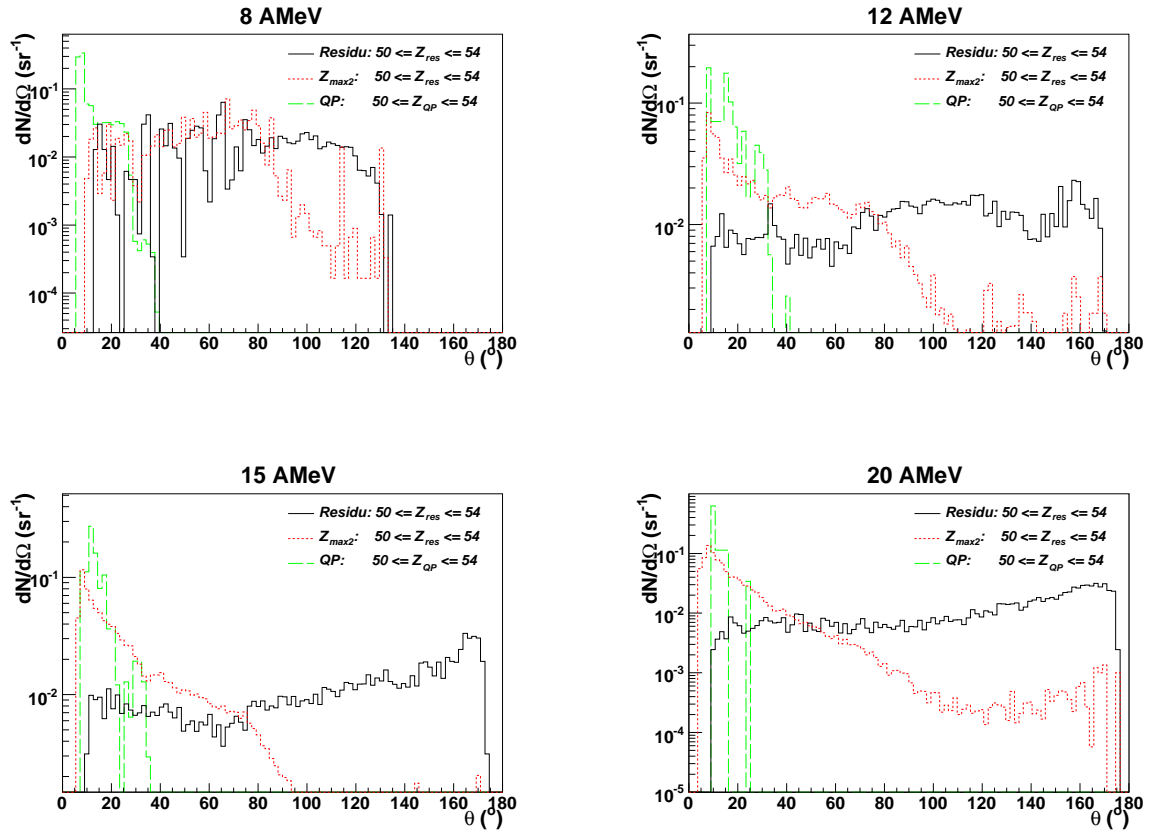 8 AMeV
dN/dΩ (sr⁻¹)
Residu: 50 <= Z_res <= 54
Z_max2: 50 <= Z_res <= 54
QP: 50 <= Z_QP <= 54
10⁻¹
10⁻²
10⁻³
10⁻⁴
0 20 40 60 80 100 120 140 160 180
θ (°)
12 AMeV
dN/dΩ (sr⁻¹)
Residu: 50 <= Z_res <= 54
Z_max2: 50 <= Z_res <= 54
QP: 50 <= Z_QP <= 54
10⁻¹
10⁻²
0 20 40 60 80 100 120 140 160 180
θ (°)
15 AMeV
dN/dΩ (sr⁻¹)
Residu: 50 <= Z_res <= 54
Z_max2: 50 <= Z_res <= 54
QP: 50 <= Z_QP <= 54
10⁻¹
10⁻²
0 20 40 60 80 100 120 140 160 180
θ (°)
20 AMeV
dN/dΩ (sr⁻¹)
Residu: 50 <= Z_res <= 54
Z_max2: 50 <= Z_res <= 54
QP: 50 <= Z_QP <= 54
10⁻¹
10⁻²
10⁻³
10⁻⁴
10⁻⁵
0 20 40 60 80 100 120 140 160 180
θ (°)